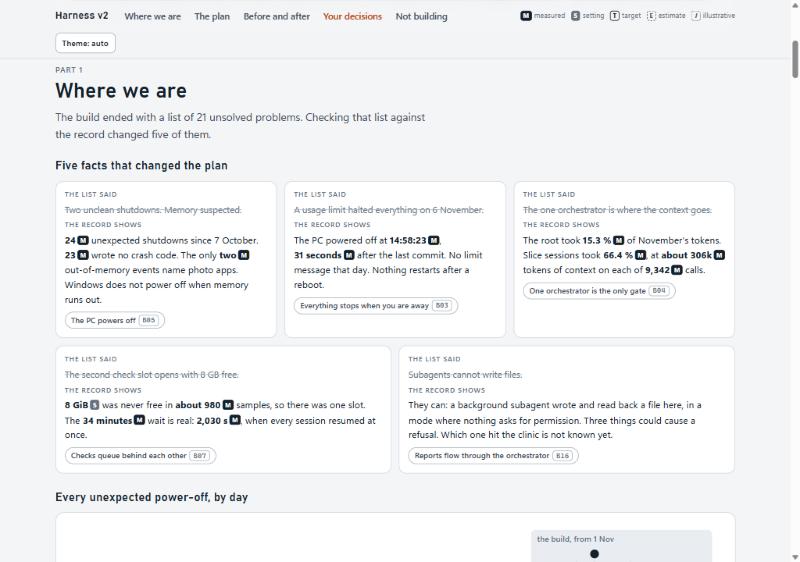 Harness v2
Where we are
The plan
Before and after
Your decisions
Not building
M measured
S setting
T target
E estimate
I illustrative
Theme: auto
PART 1
Where we are
The build ended with a list of 21 unsolved problems. Checking that list against
the record changed five of them.
Five facts that changed the plan
THE LIST SAID
Two unclean shutdowns. Memory suspected.
THE RECORD SHOWS
24 M unexpected shutdowns since 7 October.
23 M wrote no crash code. The only two M
out-of-memory events name photo apps.
Windows does not power off when memory
runs out.
The PC powers off B05
THE LIST SAID
A usage limit halted everything on 6 November.
THE RECORD SHOWS
The PC powered off at 14:58:23 M,
31 seconds M after the last commit. No limit
message that day. Nothing restarts after a
reboot.
Everything stops when you are away B03
THE LIST SAID
The one orchestrator is where the context goes.
THE RECORD SHOWS
The root took 15.3 % M of November's tokens.
Slice sessions took 66.4 % M, at about 306k M
tokens of context on each of 9,342 M calls.
One orchestrator is the only gate B04
THE LIST SAID
The second check slot opens with 8 GB free.
THE RECORD SHOWS
8 GiB S was never free in about 980 M samples, so there was one slot.
The 34 minutes M wait is real: 2,030 s M, when every session resumed at
once.
Checks queue behind each other B07
THE LIST SAID
Subagents cannot write files.
THE RECORD SHOWS
They can: a background subagent wrote and read back a file here, in a
mode where nothing asks for permission. Three things could cause a
refusal. Which one hit the clinic is not known yet.
Reports flow through the orchestrator B16
Every unexpected power-off, by day
the build, from 1 Nov